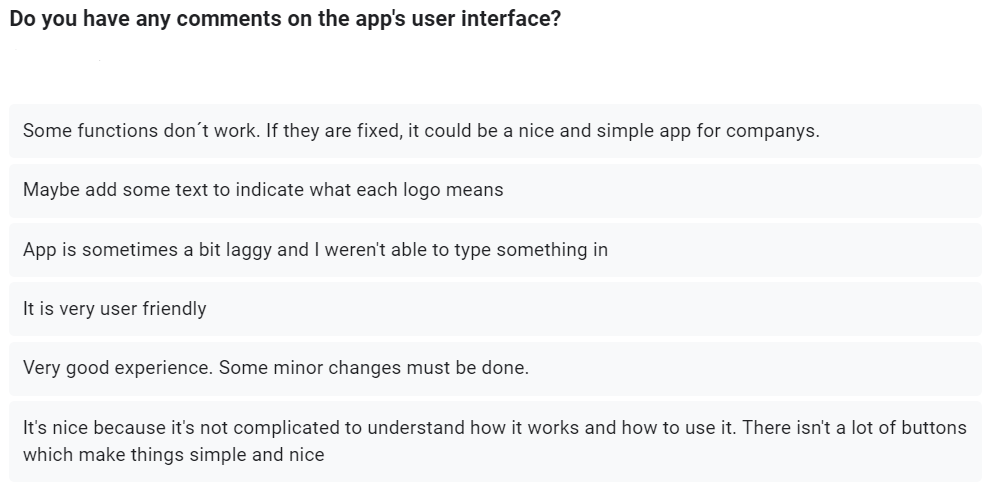 Do you have any comments on the app's user interface?
Some functions don´t work. If they are fixed, it could be a nice and simple app for companys.
Maybe add some text to indicate what each logo means
App is sometimes a bit laggy and I weren't able to type something in
It is very user friendly
Very good experience. Some minor changes must be done.
It's nice because it's not complicated to understand how it works and how to use it. There isn't a lot of buttons
which make things simple and nice